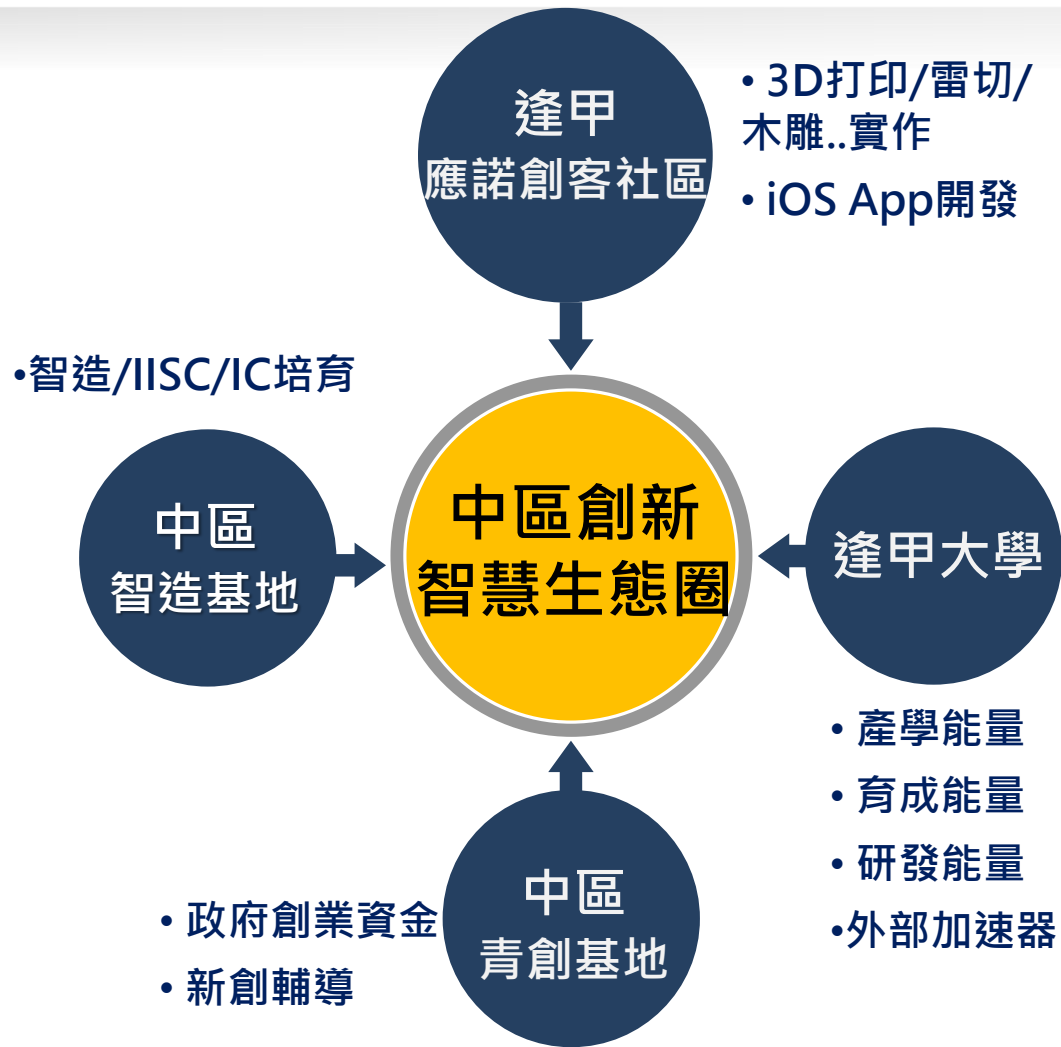 逢甲
應諾創客社區
• 3D打印/雷切/
木雕..實作
• iOS App開發
•智造/IISC/IC培育
中區
智造基地
中區創新
智慧生態圈
逢甲大學
• 產學能量
• 育成能量
• 研發能量
•外部加速器
中區
青創基地
• 政府創業資金
• 新創輔導